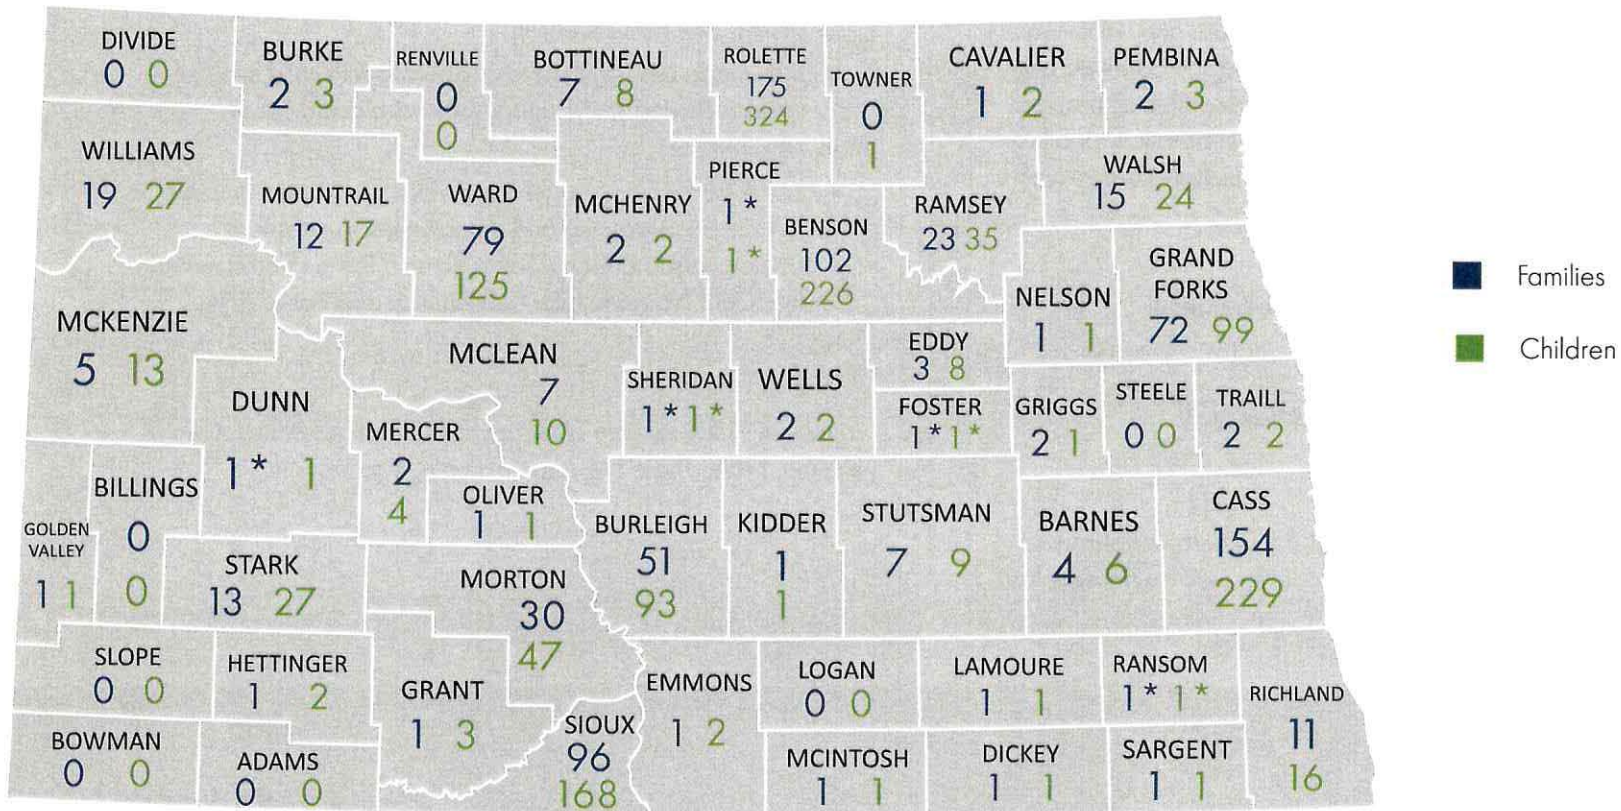 DIVIDE
0 0
BURKE
2 3
RENVILLE
0
0
BOTTINEAU
7 8
ROLETTE
175
324
TOWNER
0
1
CAVALIER
1 2
PEMBINA
2 3
WILLIAMS
19 27
MOUNTRAIL
12 17
WARD
79
125
MCHENRY
2 2
PIERCE
1 *
1 *
BENSON
102
226
RAMSEY
23 35
WALSH
15 24
MCKENZIE
5 13
DUNN
1 * 1
MCLEAN
7
10
MERCER
2
4
OLIVER
1 1
SHERIDAN
1 * 1 *
WELLS
2 2
EDDY
3 8
FOSTER
1 * 1 *
NELSON
1 1
GRAND
FORKS
72 99
GRIGGS
2 1
STEELE
0 0
TRAILL
2 2
GOLDEN
VALLEY
1 1
BILLINGS
0
0
STARK
13 27
MORTON
30
47
BURLEIGH
51
93
KIDDER
1
1
STUTSMAN
7 9
BARNES
4 6
CASS
154
229
SLOPE
0 0
HETTINGER
1 2
GRANT
1 3
SIOUX
96
168
EMMONS
1 2
LOGAN
0 0
LAMOURE
1 1
RANSOM
1 * 1 *
RICHLAND
11
16
BOWMAN
0 0
ADAMS
0 0
MCINTOSH
1 1
DICKEY
1 1
SARGENT
1 1
Families
Children